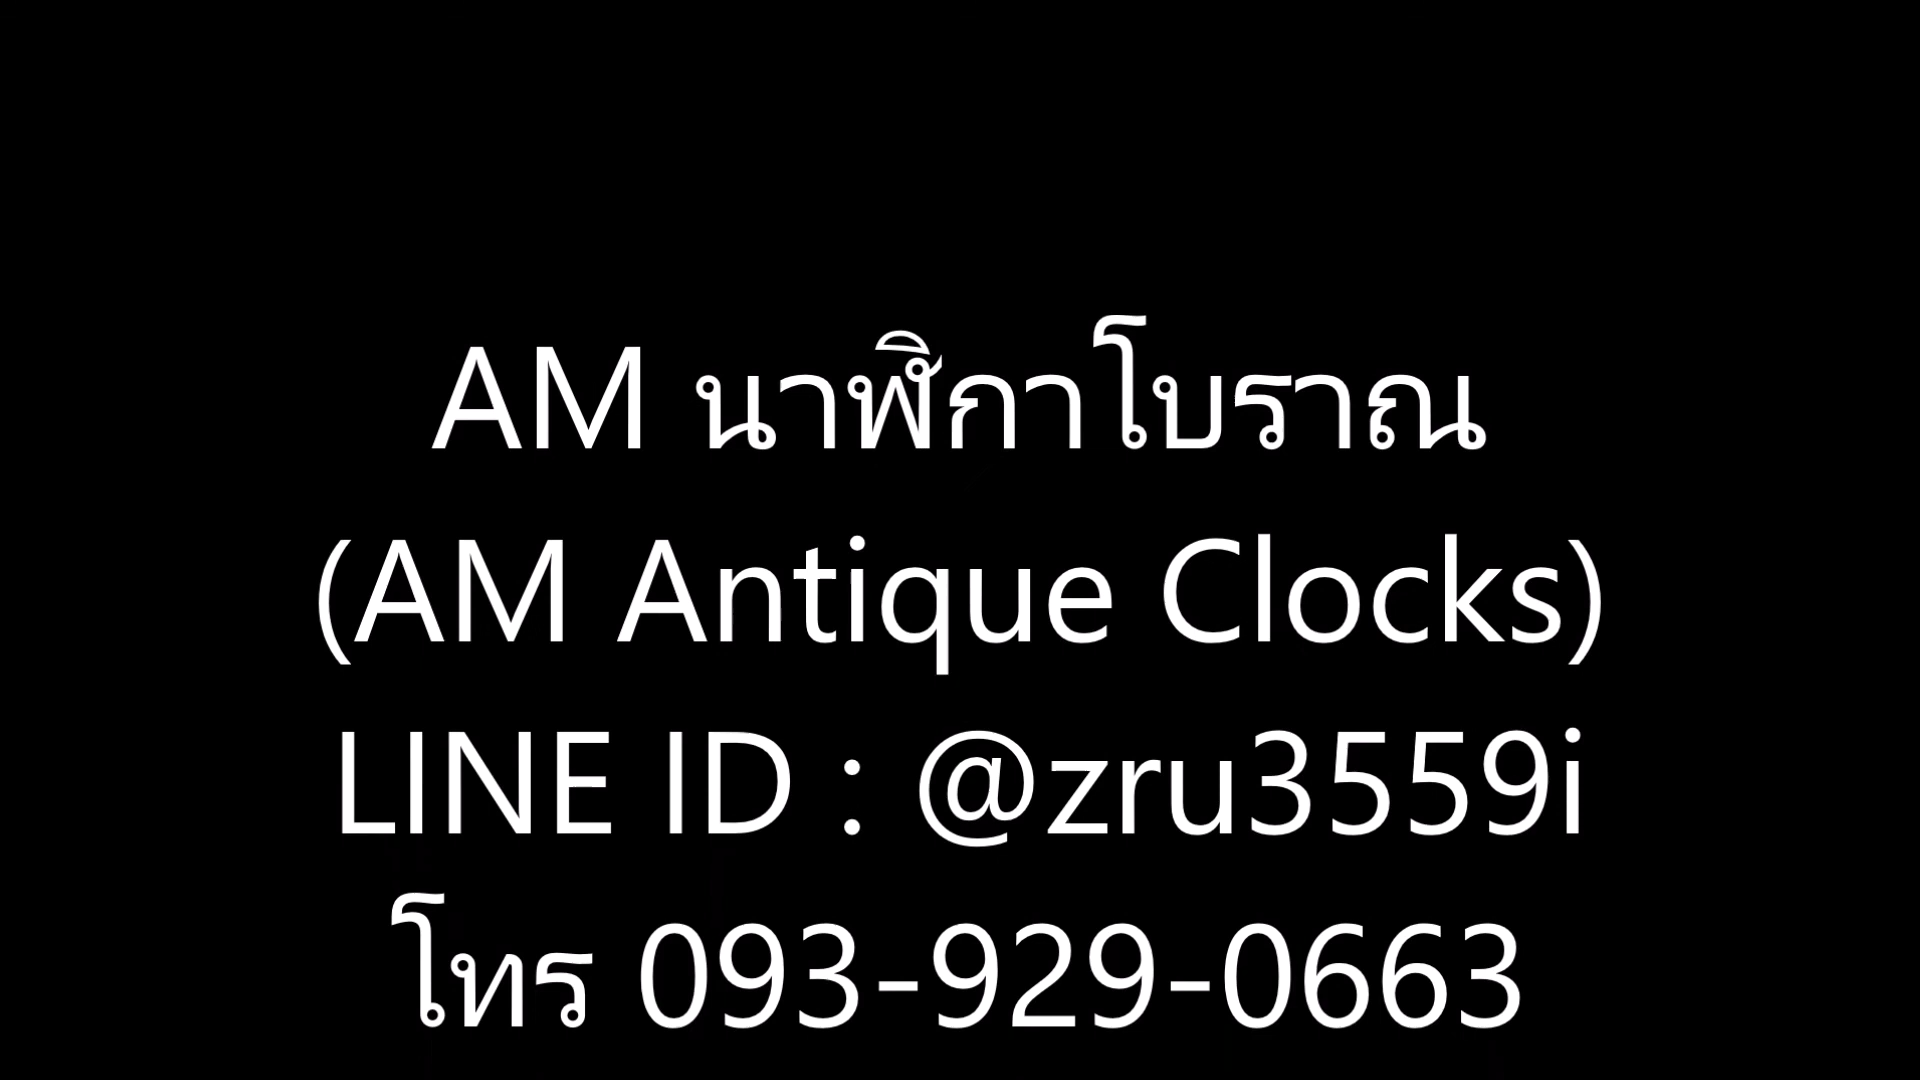 AM นาฬิกาโบราณ
(AM Antique Clocks)
LINE ID : @zru3559i
โทร 093-929-0663